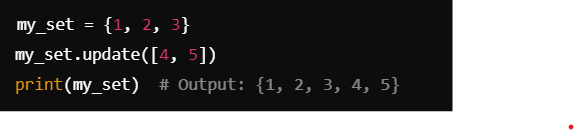 my_set = {1, 2, 3}
my_set.update([4, 5])
print(my_set)  # Output: {1, 2, 3, 4, 5}